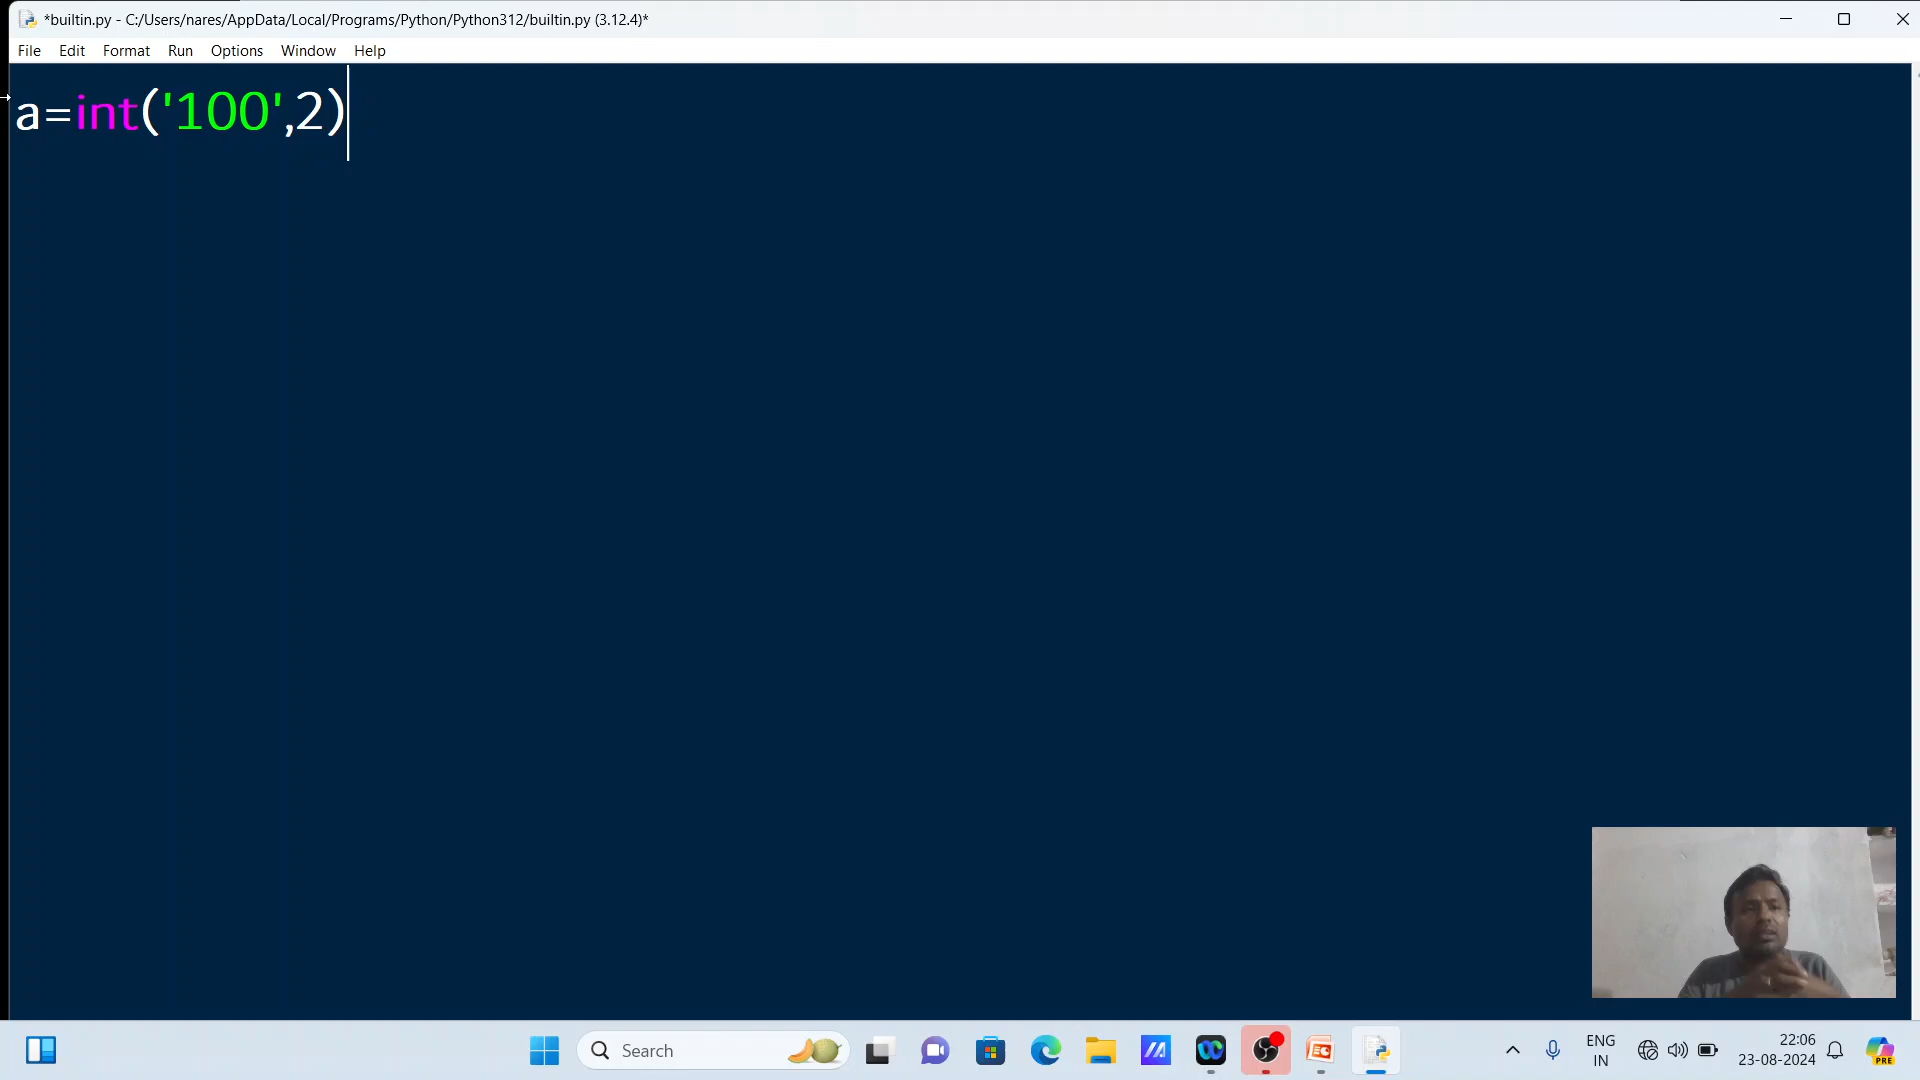 *builtin.py - C:/Users/nares/AppData/Local/Programs/Python/Python312/builtin.py (3.12.4)*
File Edit Format Run Options Window Help
a=int('100',2)
Search
ENG
IN
22:06
23-08-2024
PRE